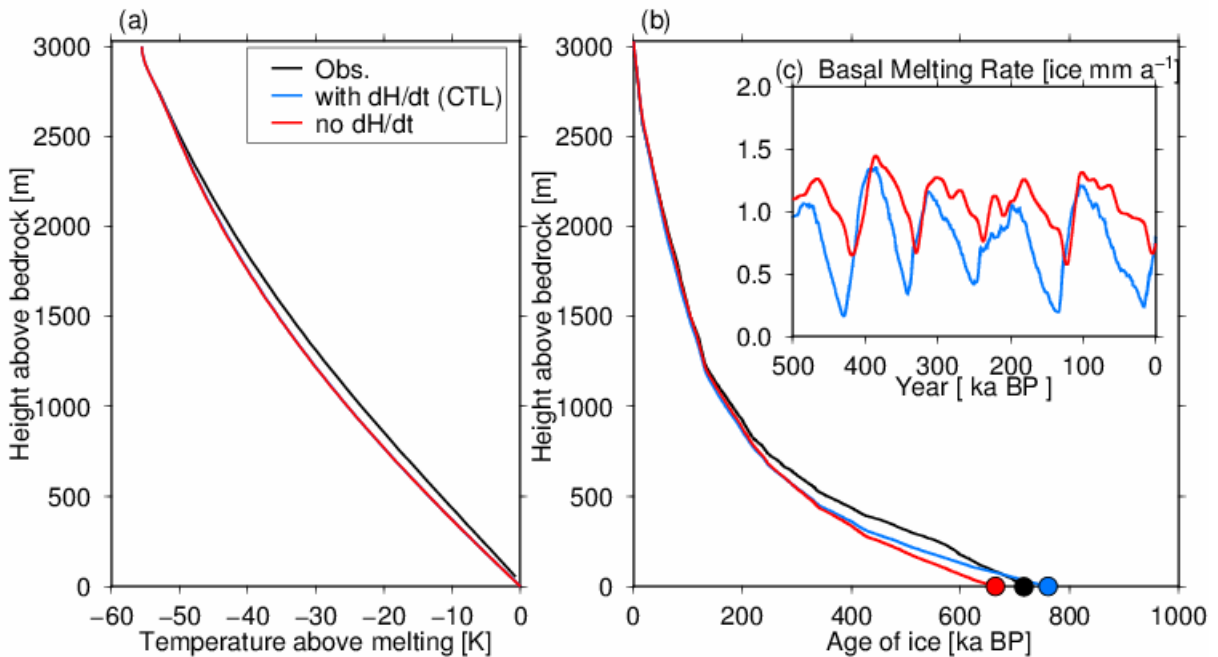 (a)
3000
2500
2000
1500
1000
500
0
Height above bedrock [m]
−60 −50 −40 −30 −20 −10 0
Temperature above melting [K]
Obs.
with dH/dt (CTL)
no dH/dt
(b)
3000
2500
2000
1500
1000
500
0
Height above bedrock [m]
0 200 400 600 800 1000
Age of ice [ka BP]
(c) Basal Melting Rate [ice mm a⁻¹]
2.0
1.5
1.0
0.5
0.0
500 400 300 200 100 0
Year [ ka BP ]